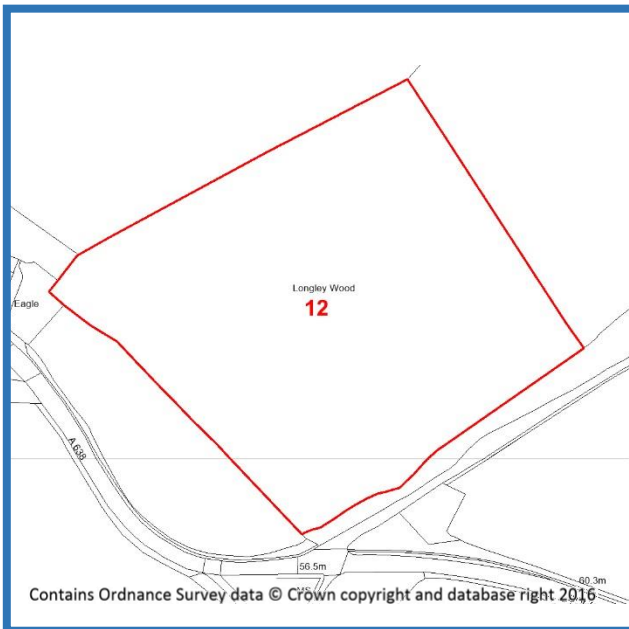 Longley Wood
12
Eagle
A 638
56.5m
60.3m
Contains Ordnance Survey data © Crown copyright and database right 2016